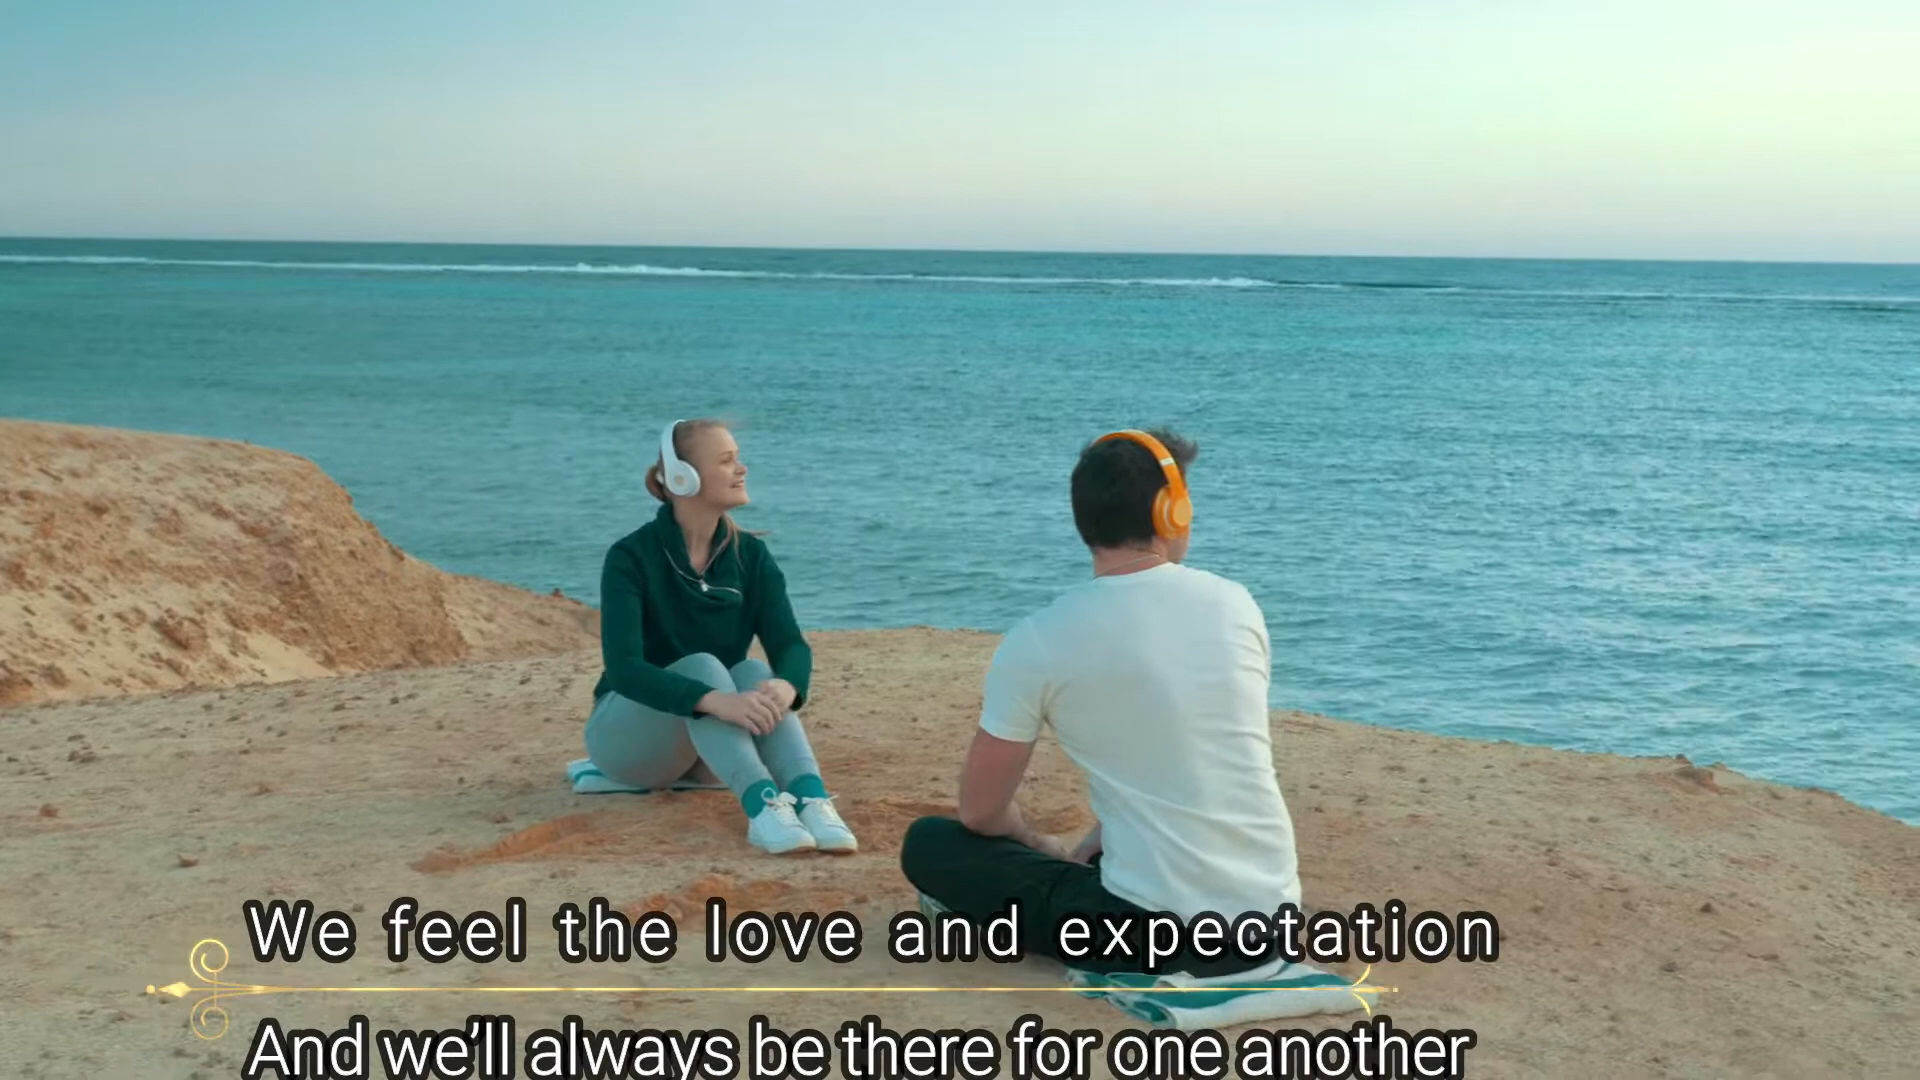 We feel the love and expectation
And we'll always be there for one another